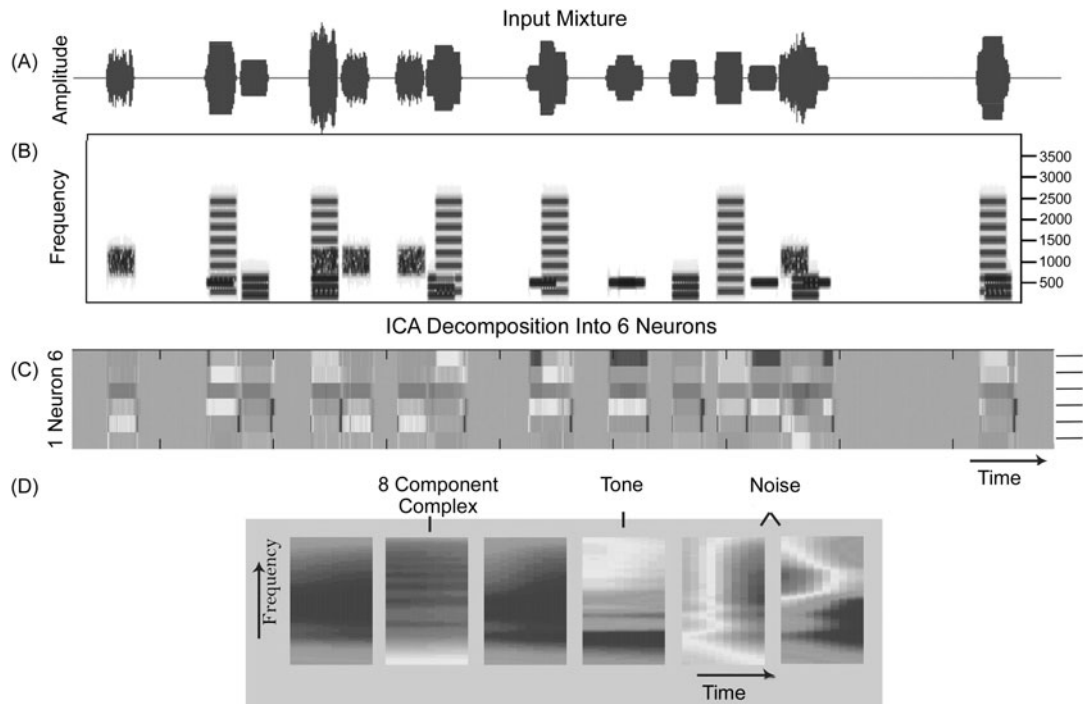 Input Mixture
(A)
Amplitude
(B)
Frequency
3500
3000
2500
2000
1500
1000
500
ICA Decomposition Into 6 Neurons
(C)
1 Neuron 6
Time
(D)
8 Component
Complex
Tone
Noise
Frequency
Time